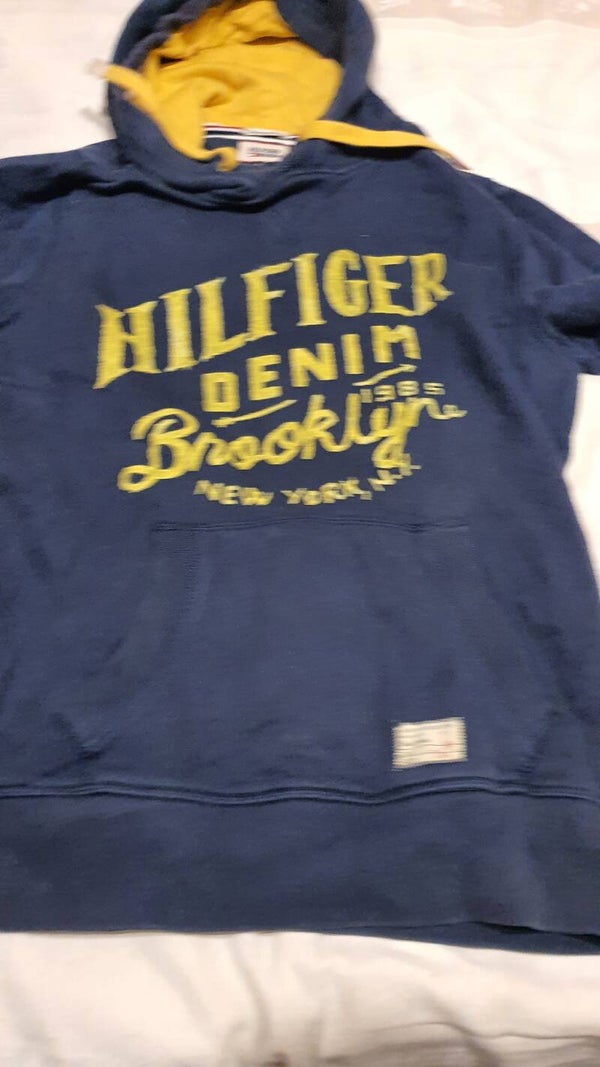 HILFIGER
DENIM
1985
Brooklyn
NEW YORK, N.Y.